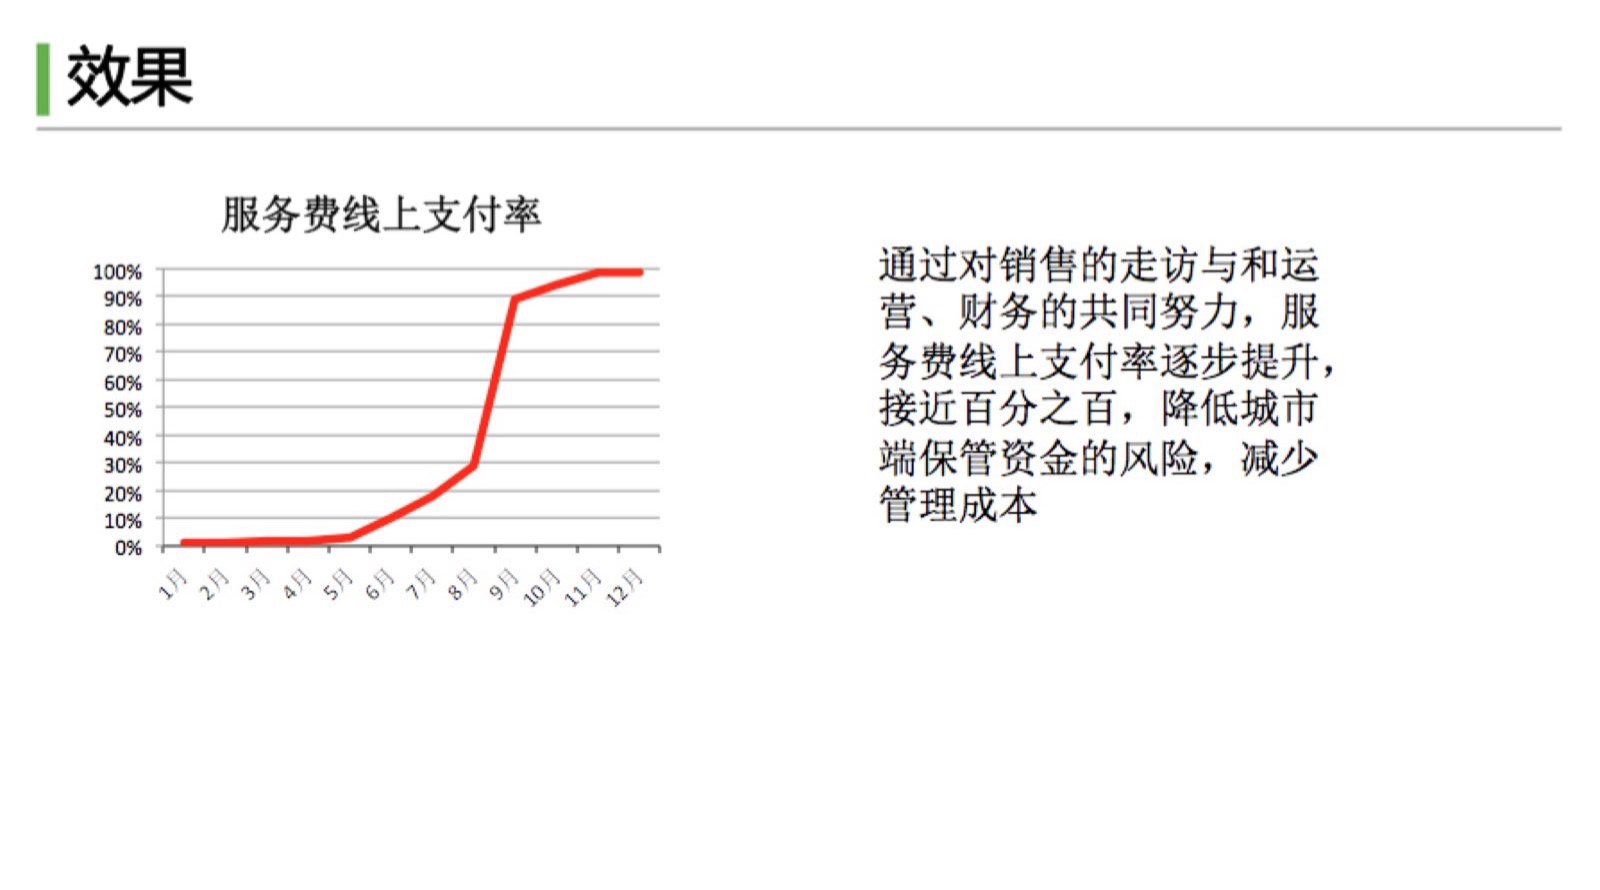 效果
服务费线上支付率
100%
90%
80%
70%
60%
50%
40%
30%
20%
10%
0%
1月
2月
3月
4月
5月
6月
7月
8月
9月
10月
11月
12月
通过对销售的走访与和运
营、财务的共同努力，服
务费线上支付率逐步提升，
接近百分之百，降低城市
端保管资金的风险，减少
管理成本